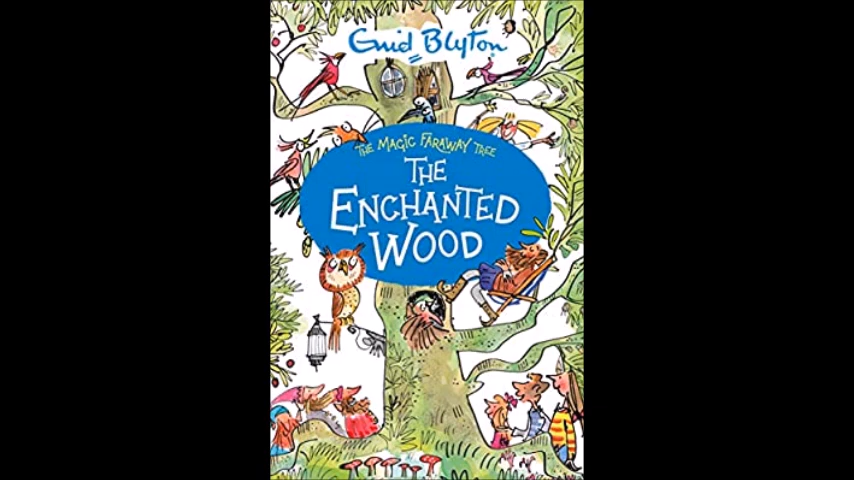 Enid Blyton
THE MAGIC FARAWAY TREE
THE
ENCHANTED
WOOD